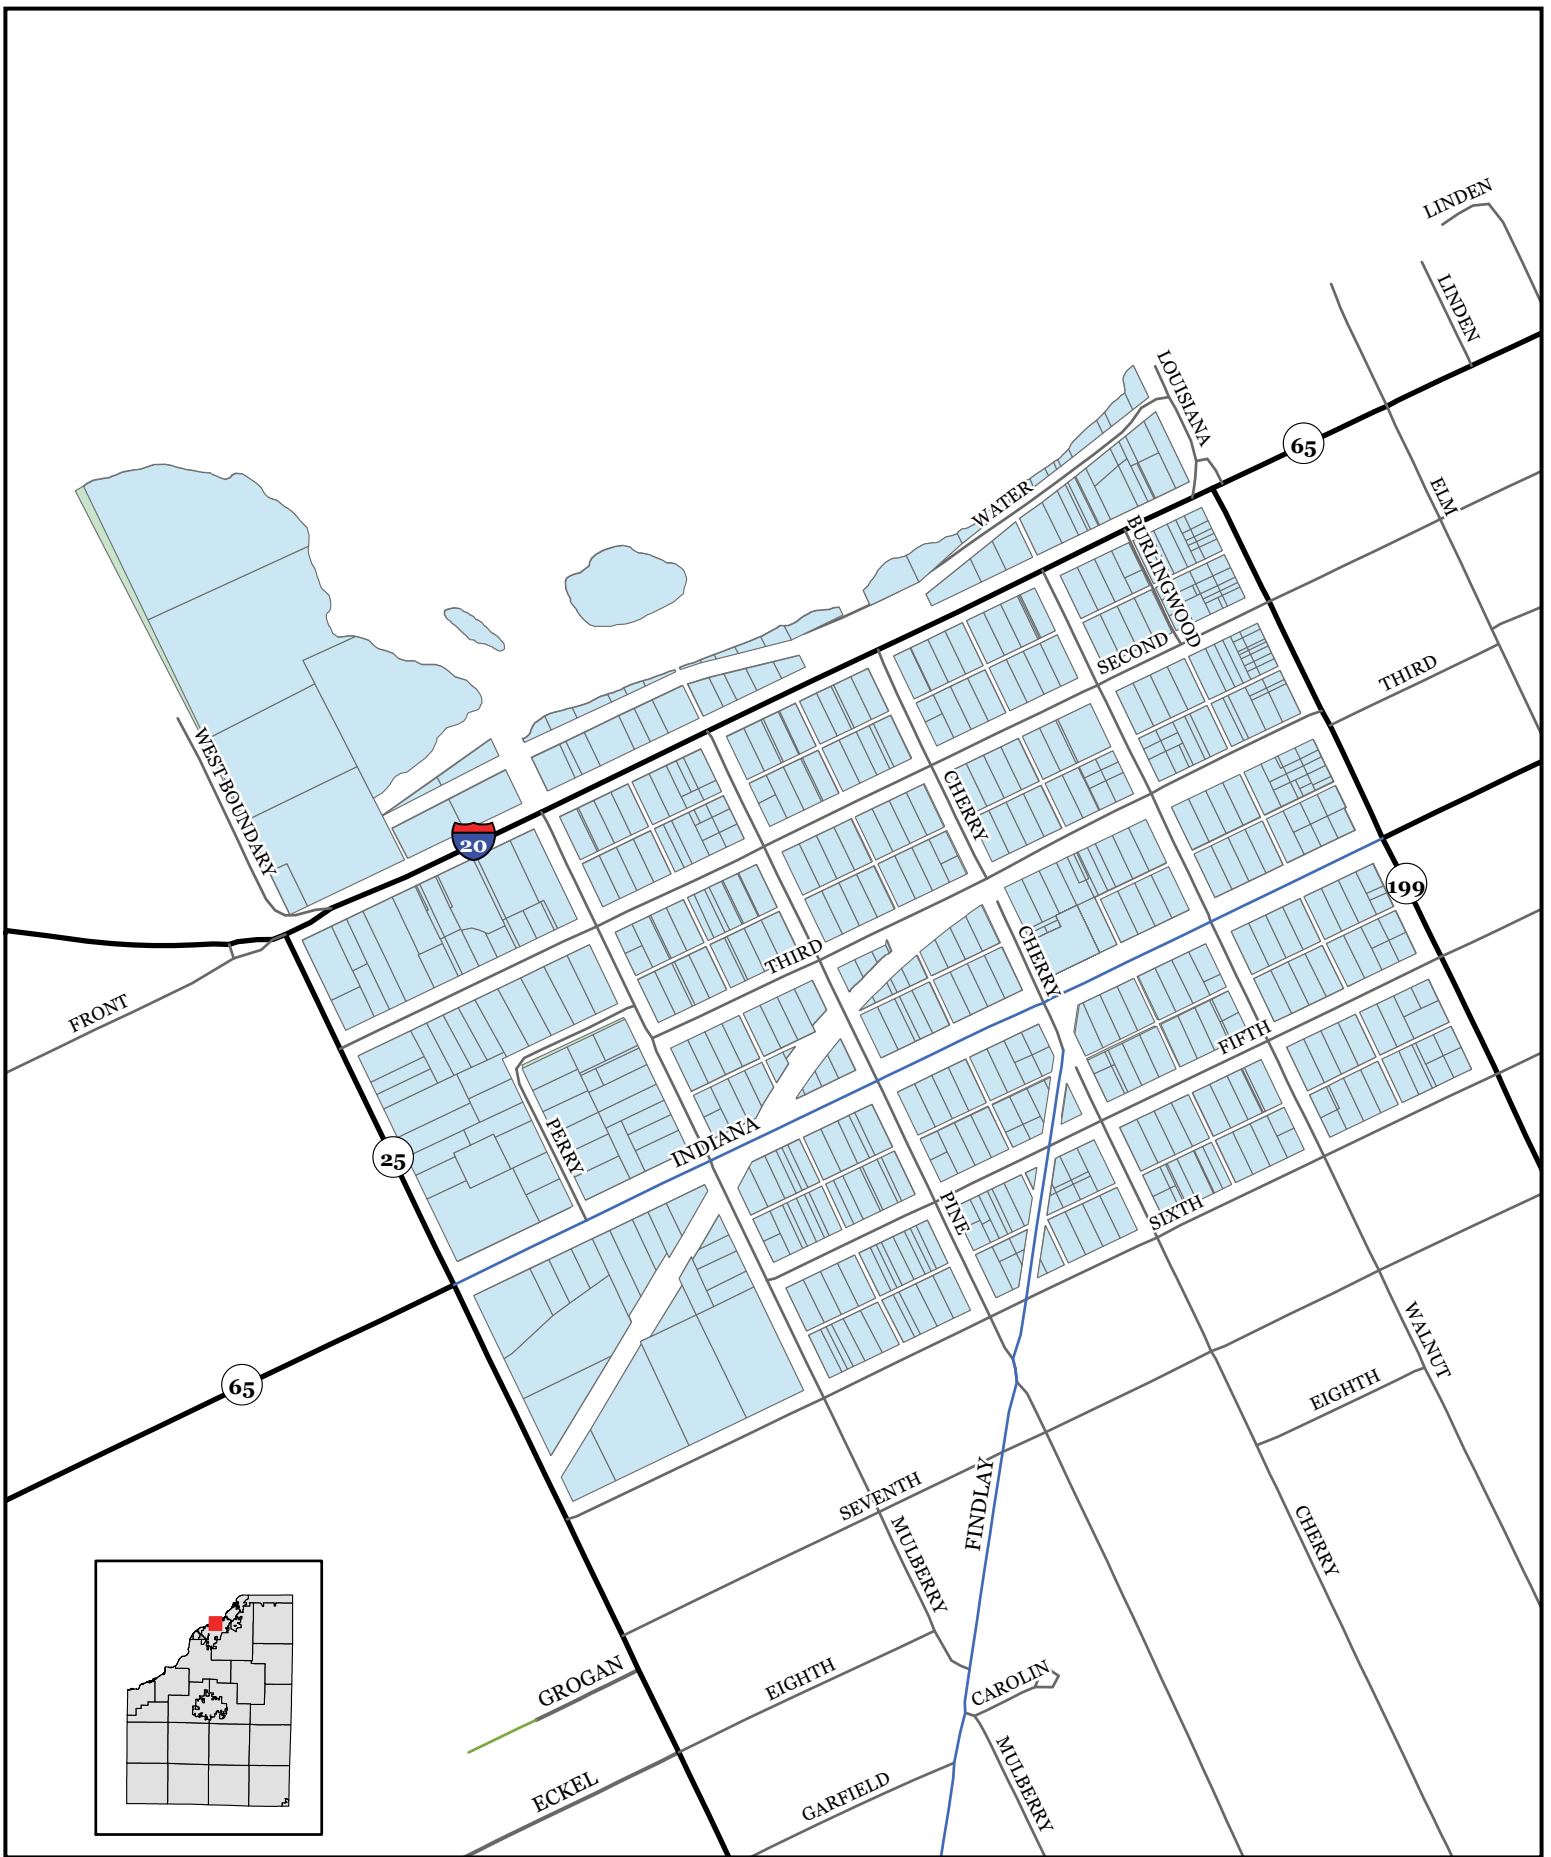 LINDEN
LINDEN
LOUISIANA
65
ELM
WATER
BURLINGWOOD
SECOND
THIRD
WEST BOUNDARY
CHERRY
20
199
THIRD
CHERRY
FRONT
FIFTH
PERRY
INDIANA
25
PINE
SIXTH
WALNUT
65
EIGHTH
SEVENTH
FINDLAY
MULBERRY
CHERRY
GROGAN
EIGHTH
CAROLIN
ECKEL
GARFIELD
MULBERRY